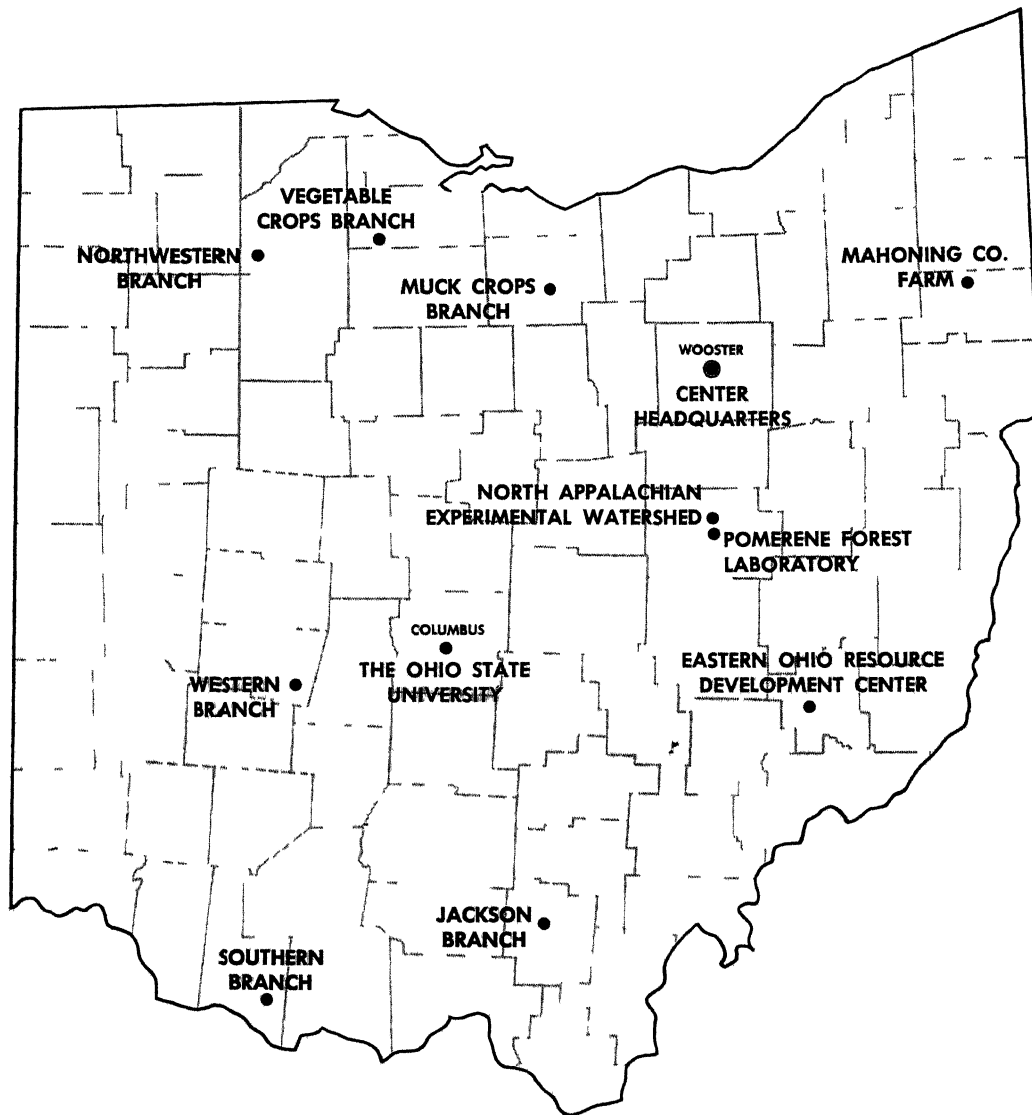 VEGETABLE
CROPS BRANCH
NORTHWESTERN
BRANCH
MUCK CROPS
BRANCH
MAHONING CO.
FARM
WOOSTER
CENTER
HEADQUARTERS
NORTH APPALACHIAN
EXPERIMENTAL WATERSHED
POMERENE FOREST
LABORATORY
COLUMBUS
THE OHIO STATE
UNIVERSITY
EASTERN OHIO RESOURCE
DEVELOPMENT CENTER
WESTERN
BRANCH
JACKSON
BRANCH
SOUTHERN
BRANCH